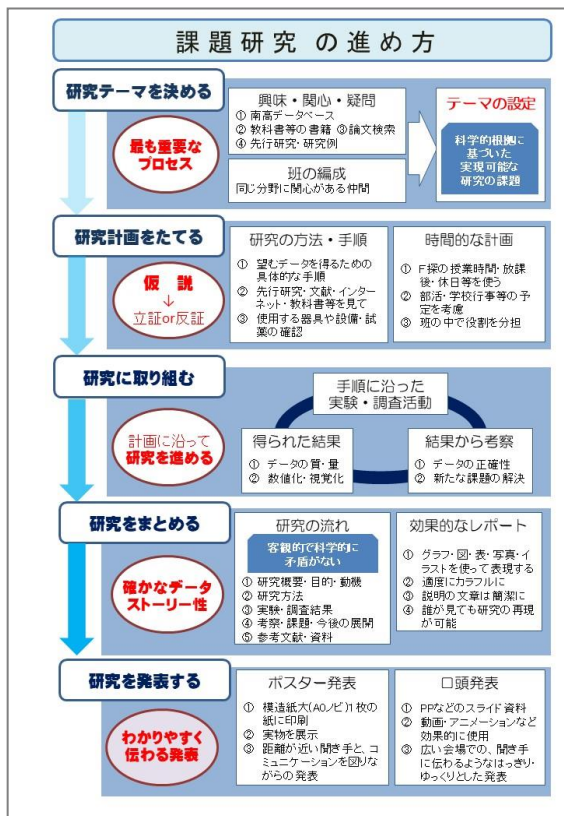 課題研究 の進め方
研究テーマを決める
最も重要な
プロセス
興味・関心・疑問
① 南高データベース
② 教科書等の書籍 ③論文検索
④ 先行研究・研究例
班の編成
同じ分野に関心がある仲間
テーマの設定
科学的根拠に
基づいた
実現可能な
研究の課題
研究計画をたてる
仮 説
↓
立証or反証
研究の方法・手順
① 望むデータを得るための
具体的な手順
② 先行研究・文献・インター
ネット・教科書等を見て
③ 使用する器具や設備・試
薬の確認
時間的な計画
① F探の授業時間・放課
後・休日等を使う
② 部活・学校行事等の予
定を考慮
③ 班の中で役割を分担
研究に取り組む
計画に沿って
研究を進める
手順に沿った
実験・調査活動
得られた結果
① データの質・量
② 数値化・視覚化
結果から考察
① データの正確性
② 新たな課題の解決
研究をまとめる
確かなデータ
ストーリー性
研究の流れ
客観的で科学的に
矛盾がない
① 研究概要・目的・動機
② 研究方法
③ 実験・調査結果
④ 考察・課題・今後の展開
⑤ 参考文献・資料
効果的なレポート
① グラフ・図・表・写真・イ
ラストを使って表現する
② 適度にカラフルに
③ 説明の文章は簡潔に
④ 誰が見ても研究の再現
が可能
研究を発表する
わかりやすく
伝わる発表
ポスター発表
① 模造紙大(A0ノビ)1枚の
紙に印刷
② 実物を展示
③ 距離が近い聞き手と、コ
ミュニケーションを図りな
がらの発表
口頭発表
① PPなどのスライド資料
② 動画・アニメーションなど
効果的に使用
③ 広い会場での、聞き手
に伝わるようなはっきり・
ゆっくりとした発表